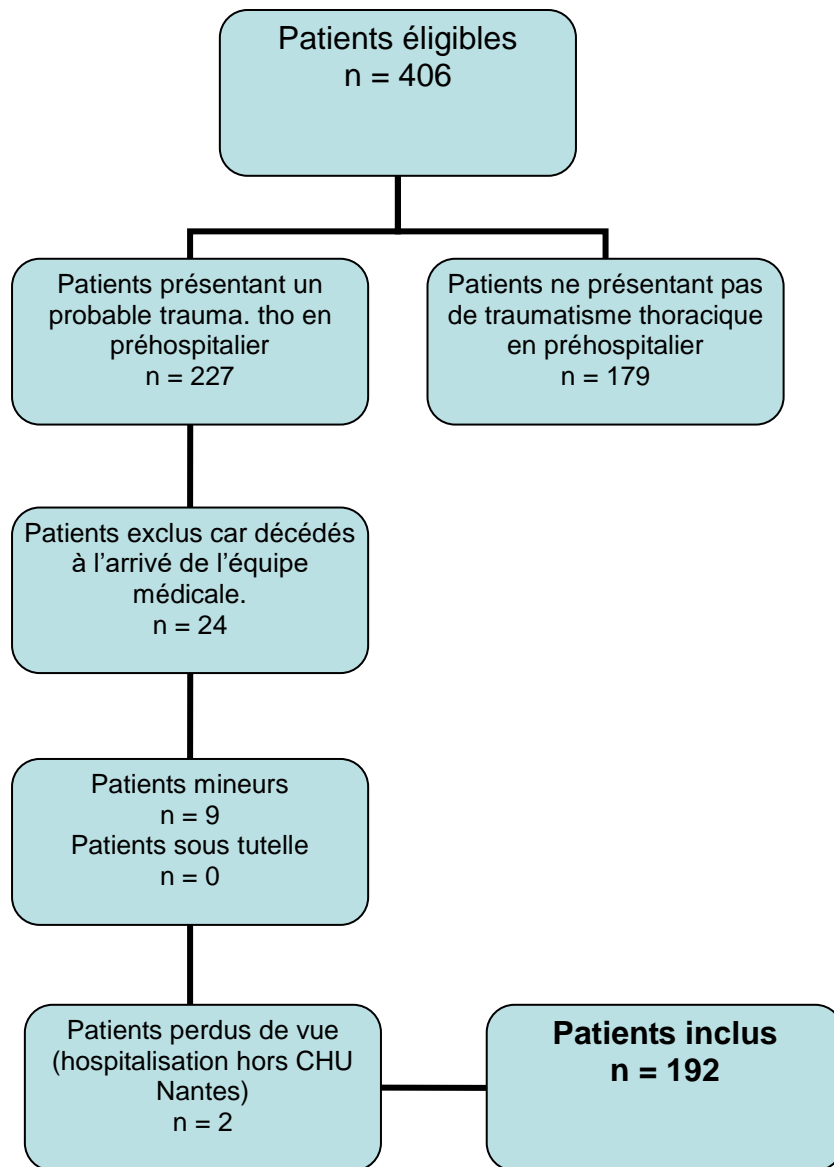 Patients éligibles
n = 406
Patients présentant un
probable trauma. tho en
préhospitalier
n = 227
Patients ne présentant pas
de traumatisme thoracique
en préhospitalier
n = 179
Patients exclus car décédés
à l'arrivé de l'équipe
médicale.
n = 24
Patients mineurs
n = 9
Patients sous tutelle
n = 0
Patients perdus de vue
(hospitalisation hors CHU
Nantes)
n = 2
Patients inclus
n = 192